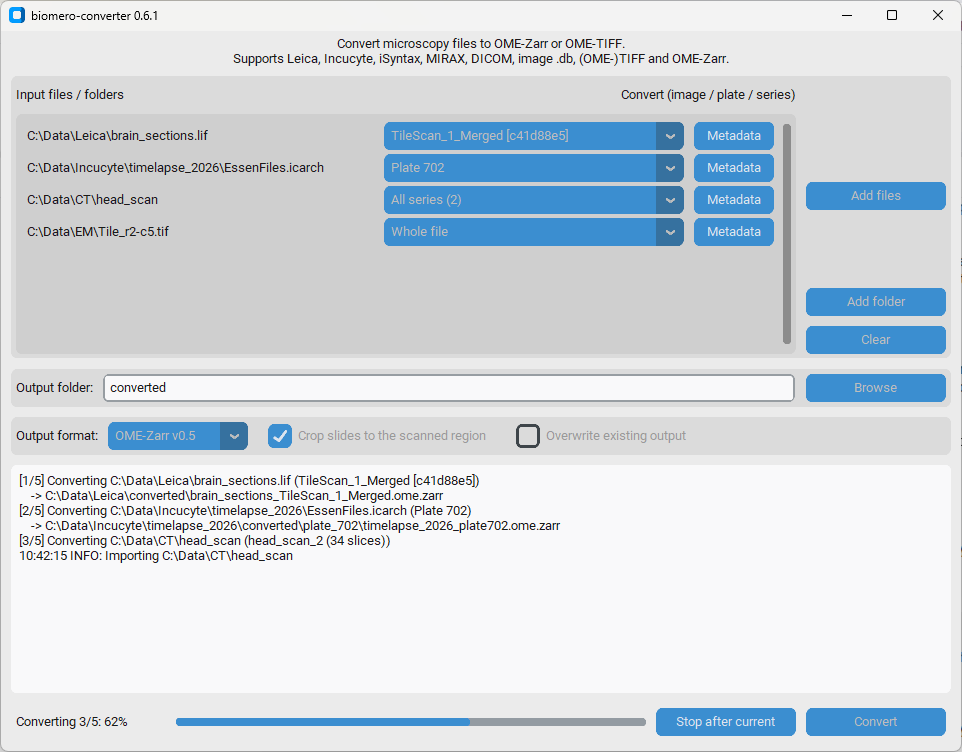 biomero-converter 0.6.1
Convert microscopy files to OME-Zarr or OME-TIFF.
Supports Leica, Incucyte, iSyntax, MIRAX, DICOM, image .db, (OME-)TIFF and OME-Zarr.
Input files / folders
Convert (image / plate / series)
C:\Data\Leica\brain_sections.lif
TileScan_1_Merged [c41d88e5]
Metadata
C:\Data\Incucyte\timelapse_2026\EssenFiles.icarch
Plate 702
Metadata
C:\Data\CT\head_scan
All series (2)
Metadata
C:\Data\EM\Tile_r2-c5.tif
Whole file
Metadata
Add files
Add folder
Clear
Output folder:
converted
Browse
Output format:
OME-Zarr v0.5
Crop slides to the scanned region
Overwrite existing output
[1/5] Converting C:\Data\Leica\brain_sections.lif (TileScan_1_Merged [c41d88e5])
-> C:\Data\Leica\converted\brain_sections_TileScan_1_Merged.ome.zarr
[2/5] Converting C:\Data\Incucyte\timelapse_2026\EssenFiles.icarch (Plate 702)
-> C:\Data\Incucyte\timelapse_2026\converted\plate_702\timelapse_2026_plate702.ome.zarr
[3/5] Converting C:\Data\CT\head_scan (head_scan_2 (34 slices))
10:42:15 INFO: Importing C:\Data\CT\head_scan
Converting 3/5: 62%
Stop after current
Convert